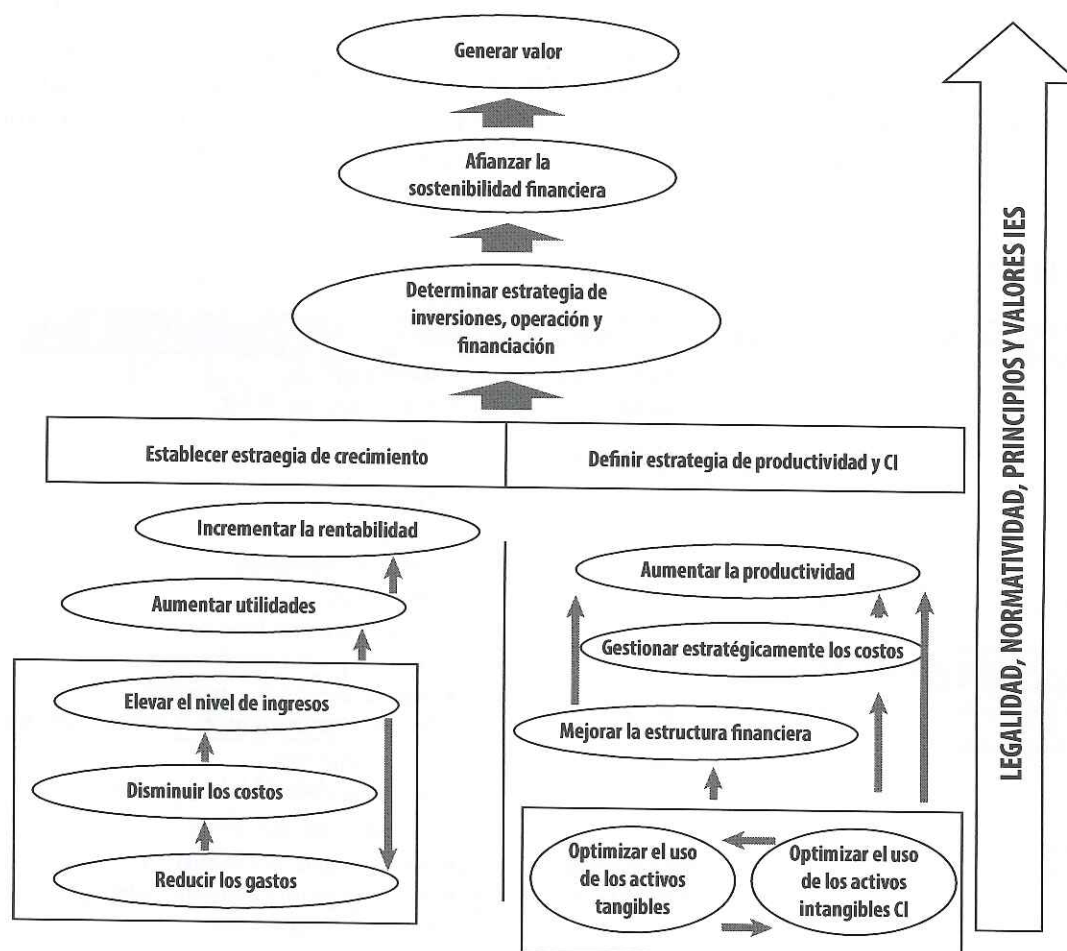 Generar valor
Afianzar la
sostenibilidad financiera
Determinar estrategia de
inversiones, operación y
financiación
Establecer estraegia de crecimiento
Definir estrategia de productividad y CI
Incrementar la rentabilidad
Aumentar utilidades
Elevar el nivel de ingresos
Disminuir los costos
Reducir los gastos
Aumentar la productividad
Gestionar estratégicamente los costos
Mejorar la estructura financiera
Optimizar el uso
de los activos
tangibles
Optimizar el uso
de los activos
intangibles CI
LEGALIDAD, NORMATIVIDAD, PRINCIPIOS Y VALORES IES